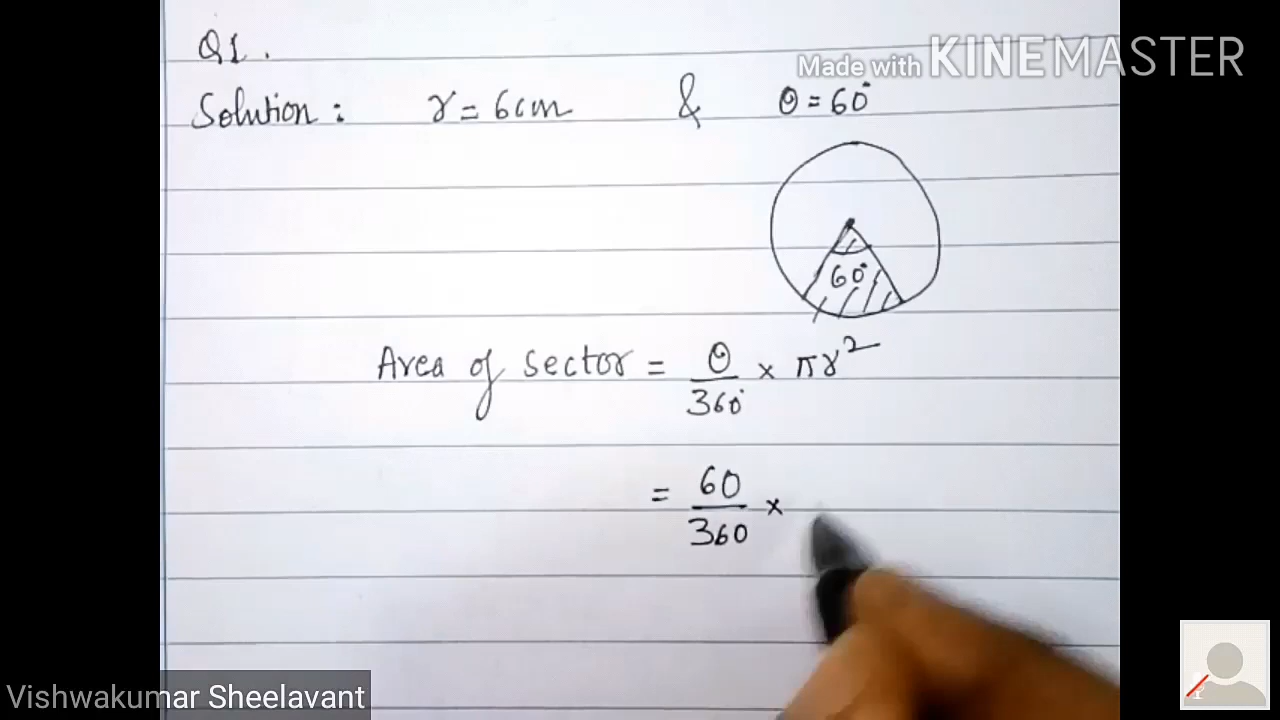 Q1.
Made with KINEMASTER
Solution : r = 6cm & θ = 60°
60°
Area of sector = θ/360° × πr²
= 60/360 ×
Vishwakumar Sheelavant